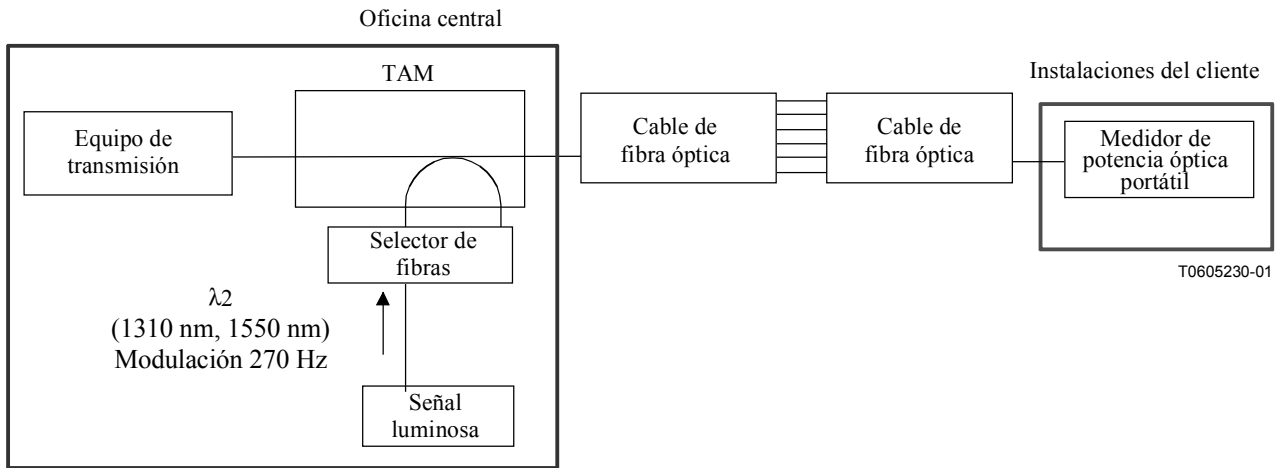 Oficina central
TAM
Instalaciones del cliente
Equipo de
transmisión
Cable de
fibra óptica
Cable de
fibra óptica
Medidor de
potencia óptica
portátil
Selector de
fibras
T0605230-01
λ2
(1310 nm, 1550 nm)
Modulación 270 Hz
Señal
luminosa